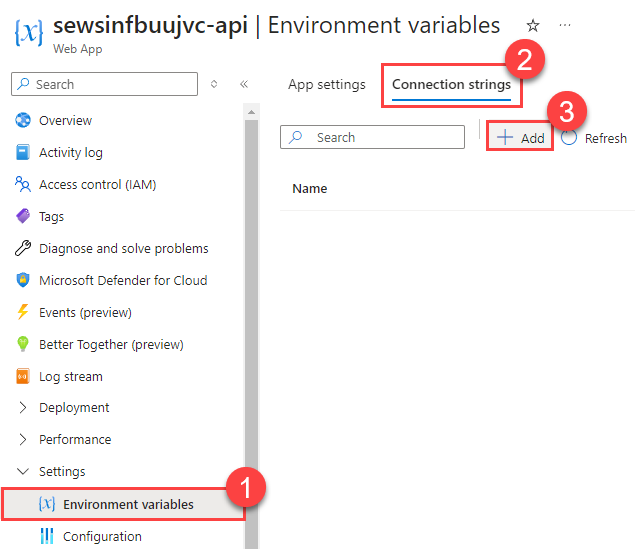 sewsinfbuujvc-api | Environment variables
Web App
Search
App settings
Connection strings
2
Search
Add
3
Refresh
Name
Overview
Activity log
Access control (IAM)
Tags
Diagnose and solve problems
Microsoft Defender for Cloud
Events (preview)
Better Together (preview)
Log stream
Deployment
Performance
Settings
Environment variables
1
Configuration